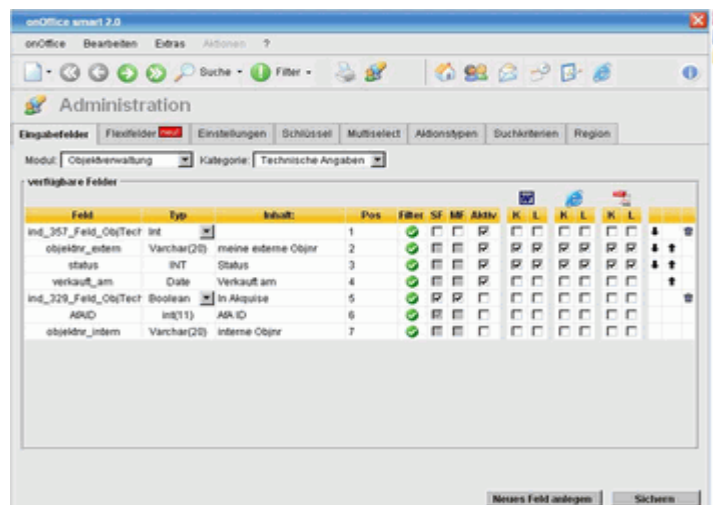 onOffice smart 2.0
onOffice Bearbeiten Extras Aktionen ?
Suche Filter
Administration
Eingabefelder Flexifelder neu! Einstellungen Schlüssel Multiselect Aktionstypen Suchkriterien Region
Modul: Objektverwaltung Kategorie: Technische Angaben
verfügbare Felder
Feld Typ Inhalt: Pos Filter SF MF Aktiv K L K L K L
ind_357_Feld_ObjTech Int 1
objektnr_extern Varchar(20) meine externe Objnr 2
status INT Status 3
verkauft_am Date Verkauft am 4
ind_329_Feld_ObjTech Boolean In Akquise 5
AfAID int(11) AfA ID 6
objektnr_intern Varchar(20) interne Objnr 7
Neues Feld anlegen Sichern